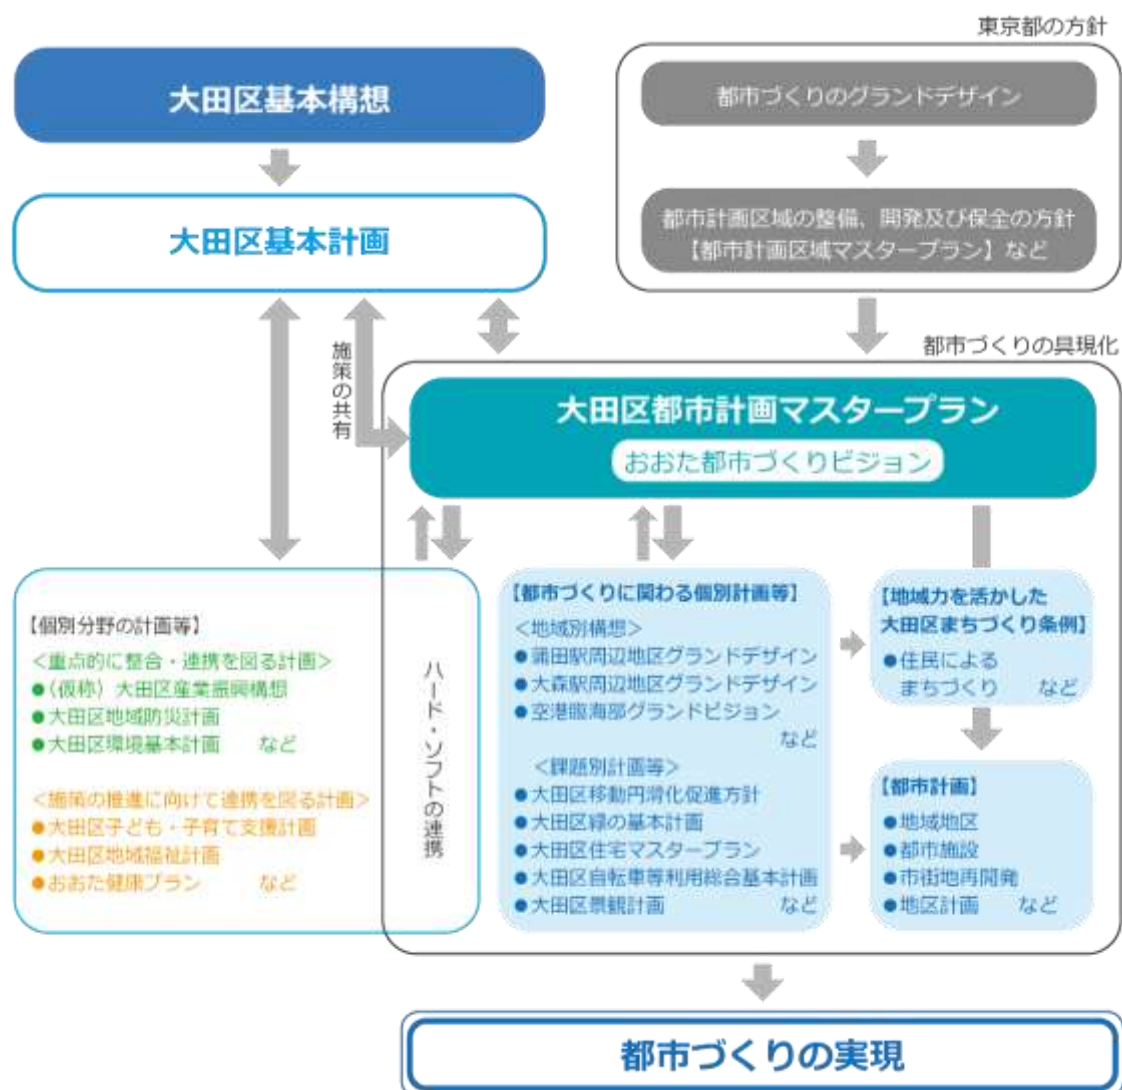 東京都の方針
大田区基本構想
都市づくりのグランドデザイン
大田区基本計画
都市計画区域の整備、開発及び保全の方針
【都市計画区域マスタープラン】など
施策の共有
都市づくりの具現化
大田区都市計画マスタープラン
おおた都市づくりビジョン
【個別分野の計画等】
<重点的に整合・連携を図る計画>
●(仮称)大田区産業振興構想
●大田区地域防災計画
●大田区環境基本計画 など
<施策の推進に向けて連携を図る計画>
●大田区子ども・子育て支援計画
●大田区地域福祉計画
●おおた健康プラン など
ハード・ソフトの連携
【都市づくりに関わる個別計画等】
<地域別構想>
●蒲田駅周辺地区グランドデザイン
●大森駅周辺地区グランドデザイン
●空港臨海部グランドビジョン
など
<課題別計画等>
●大田区移動円滑化促進方針
●大田区緑の基本計画
●大田区住宅マスタープラン
●大田区自転車等利用総合基本計画
●大田区景観計画 など
【地域力を活かした
大田区まちづくり条例】
●住民による
まちづくり など
【都市計画】
●地域地区
●都市施設
●市街地再開発
●地区計画 など
都市づくりの実現